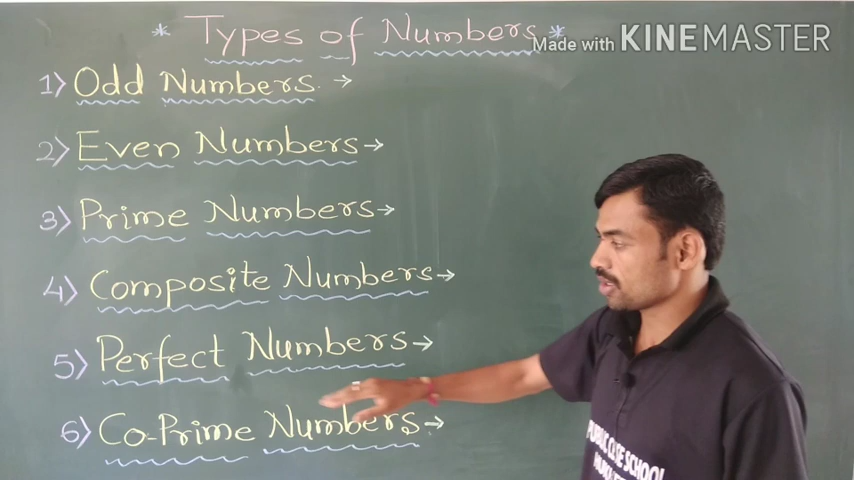 * Types of Numbers *
Made with KINEMASTER
1) Odd Numbers. →
2) Even Numbers →
3) Prime Numbers →
4) Composite Numbers →
5) Perfect Numbers →
6) Co-Prime Numbers →
SCHOOL